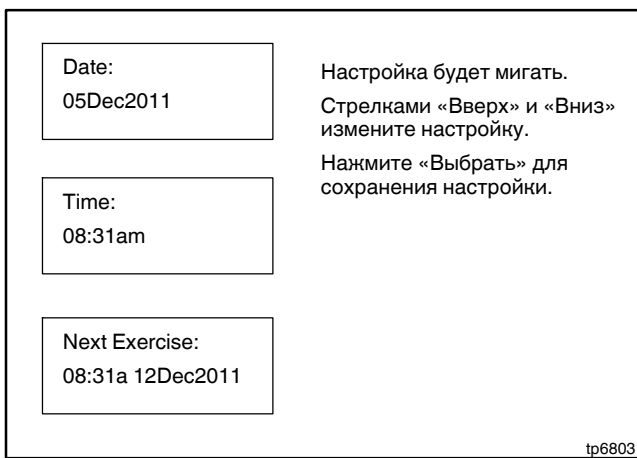 Date:
05Dec2011
Time:
08:31am
Next Exercise:
08:31a 12Dec2011
Настройка будет мигать.
Стрелками «Вверх» и «Вниз»
измените настройку.
Нажмите «Выбрать» для
сохранения настройки.
tp6803